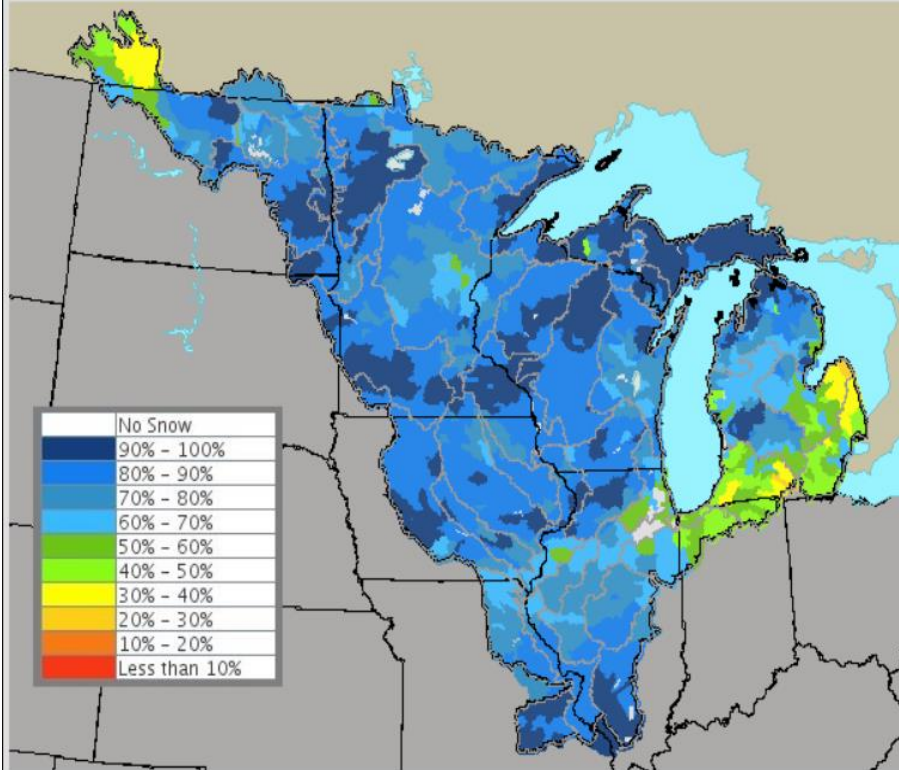 No Snow
90% - 100%
80% - 90%
70% - 80%
60% - 70%
50% - 60%
40% - 50%
30% - 40%
20% - 30%
10% - 20%
Less than 10%